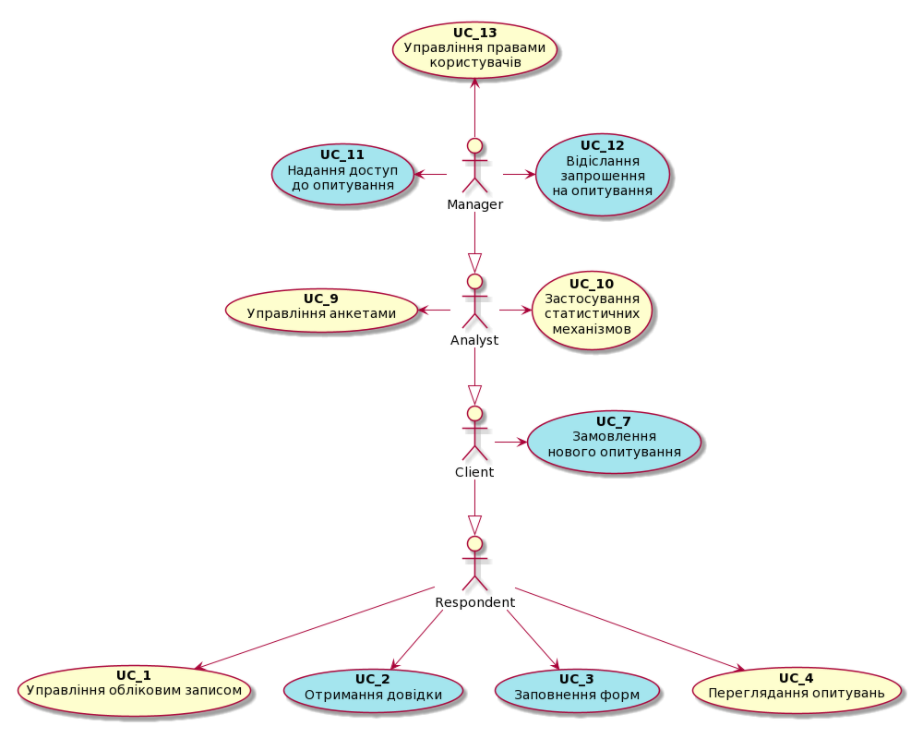 UC_13
Управління правами
користувачів
UC_11
Надання доступ
до опитування
UC_12
Відіслання
запрошення
на опитування
Manager
UC_9
Управління анкетами
UC_10
Застосування
статистичних
механізмов
Analyst
UC_7
Замовлення
нового опитування
Client
Respondent
UC_1
Управління обліковим записом
UC_2
Отримання довідки
UC_3
Заповнення форм
UC_4
Переглядання опитувань